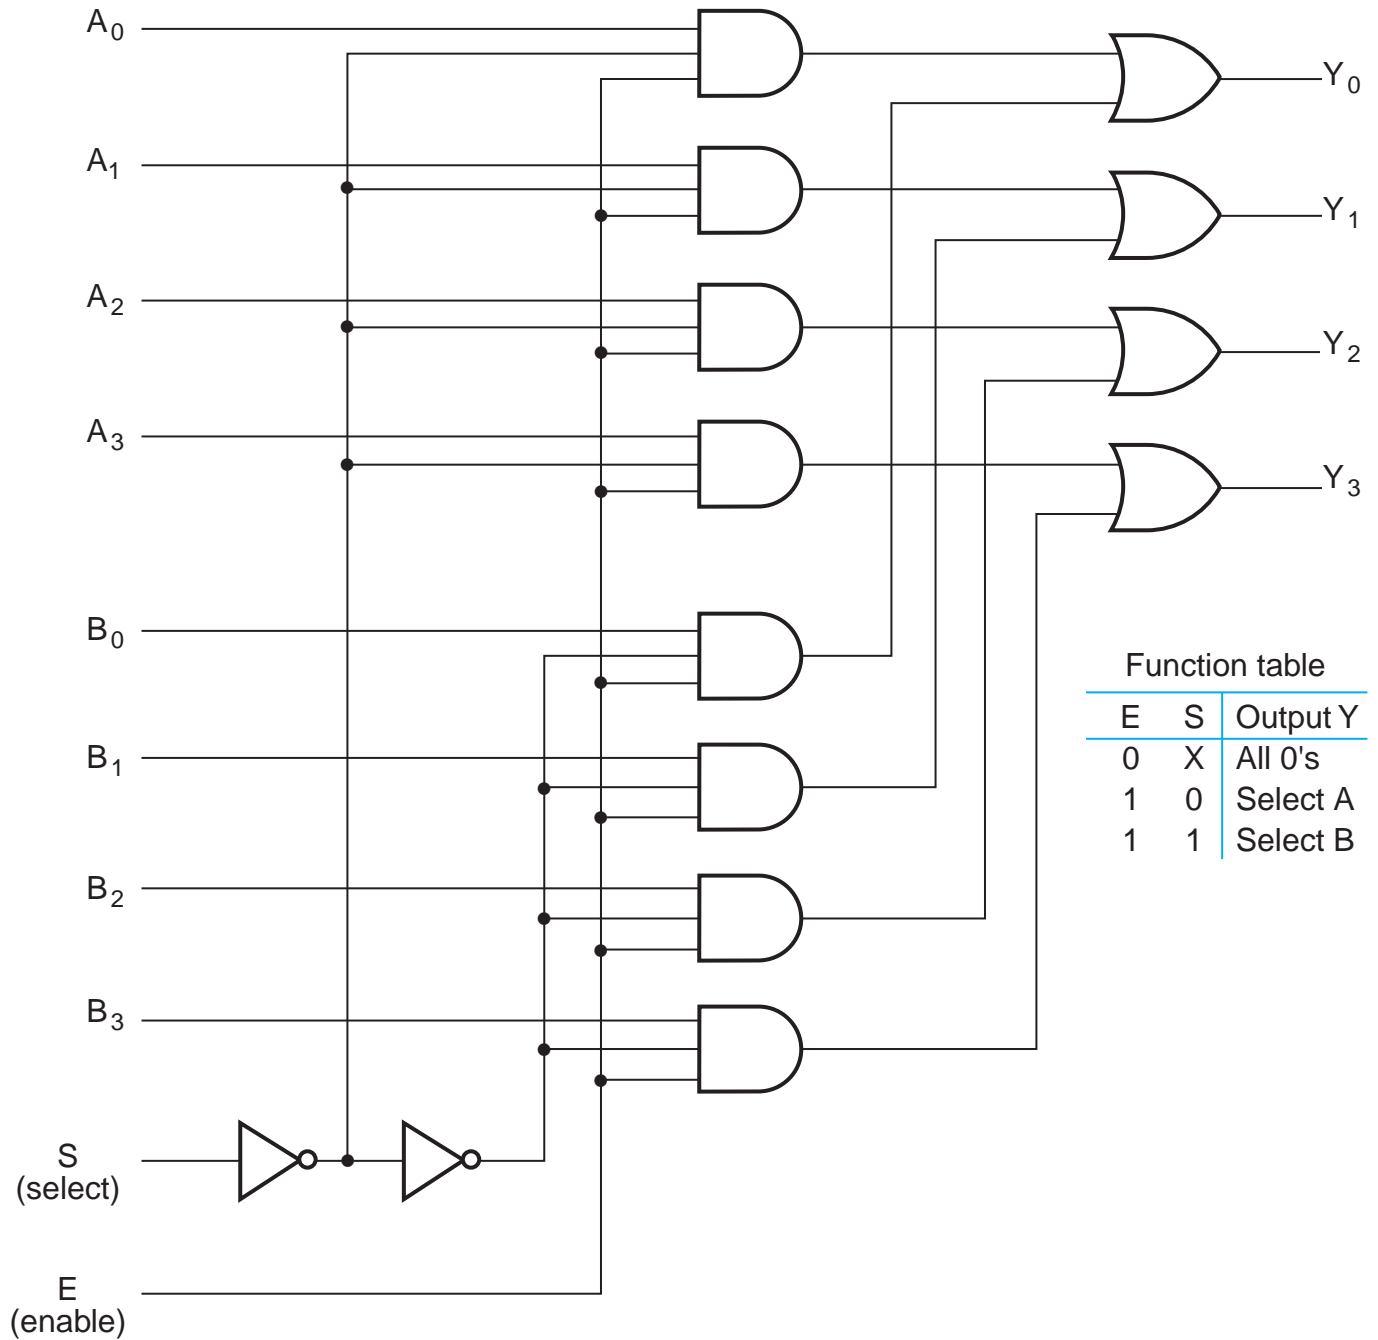 A0
Y0
A1
Y1
A2
Y2
A3
Y3
B0
B1
B2
B3
S
(select)
E
(enable)
Function table
E S Output Y
0 X All 0's
1 0 Select A
1 1 Select B